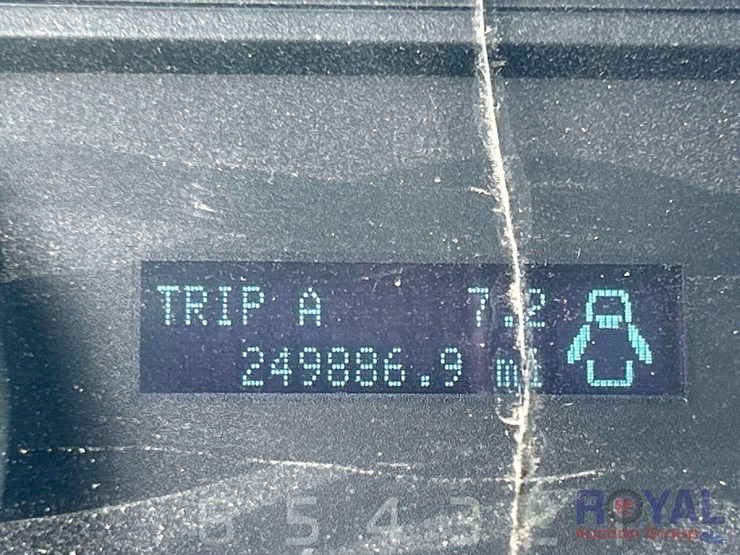 TRIP A 7.2
249886.9 mi
6 5 4 3 2
ROYAL
Auction Group